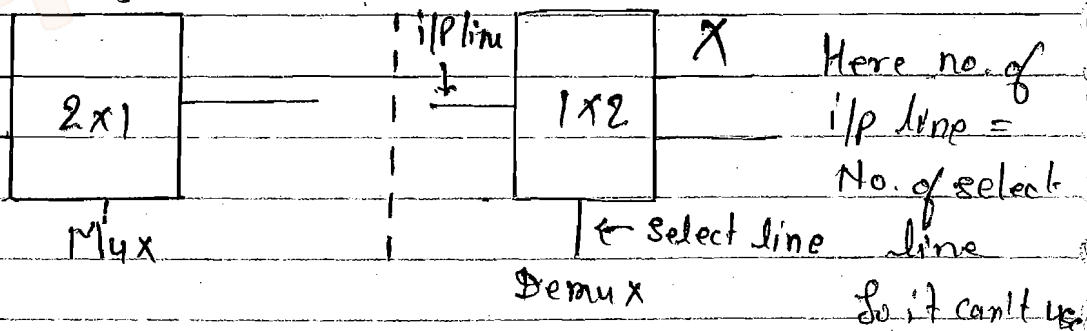 i/p line
X
Here no. of
2x1
1x2
i/p line =
No. of select
Mux
← select line
line
Demux
So it can't use